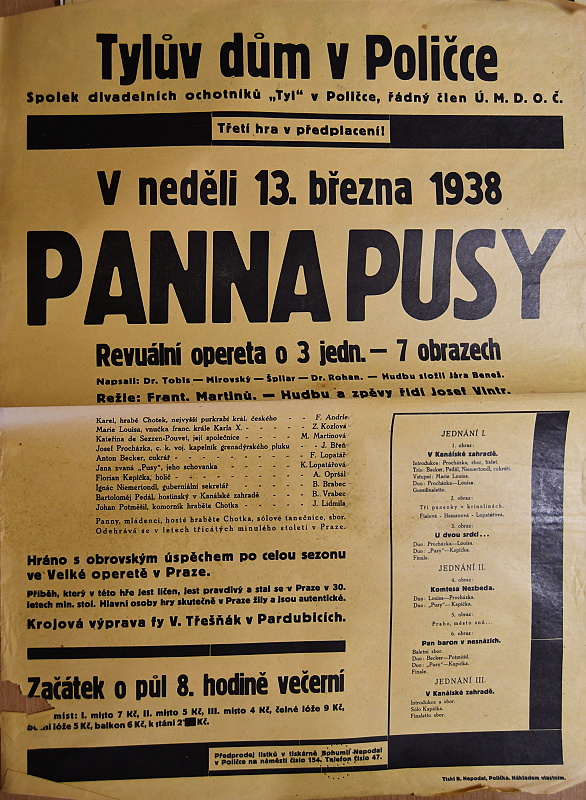 Tylův dům v Poličce
Spolek divadelních ochotníků „Tyl“ v Poličce, řádný člen Ú. M. D. O. Č.
Třetí hra v předplacení!
V neděli 13. března 1938
PANNA PUSY
Revuální opereta o 3 jedn. — 7 obrazech
Napsali: Dr. Tobis — Mírovský — Špilar — Dr. Rohan. — Hudbu složil Jára Beneš.
Režie: Frant. Martinů. — Hudbu a zpěvy řídí Josef Vintr.
Karel, hrabě Chotek, nejvyšší purkrabí král. českého - - F. Andrle
Marie Louisa, vnučka franc. krále Karla X. - - - Z. Kozlová
Kateřina de Sezzen-Pouvet, její společnice - - M. Martinová
Josef Procházka, c. k. voj. kapelník grenadýrského pluku - - J. Břeň
Anton Becker, cukrář - - - - F. Lopatář
Jana zvaná „Pusy“, jeho schovanka - - - K. Lopatářová
Florian Kapička, holič - - - - A. Opršál
Ignác Niemertondl, guberniální sekretář - - - B. Brabec
Bartoloměj Pedál, hostinský v Kanálské zahradě - - - B. Vrabec
Johan Potměšil, komorník hraběte Chotka - - - J. Lidmila
Panny, mládenci, hosté hraběte Chotka, sólové tanečnice, sbor.
Odehrává se v letech třicátých minulého století v Praze.
Hráno s obrovským úspěchem po celou sezonu
ve Velké operetě v Praze.
Příběh, který v této hře jest líčen, jest pravdivý a stal se v Praze v 30.
letech min. stol. Hlavní osoby hry skutečně v Praze žily a jsou autentické.
Krojová výprava fy V. Třešňák v Pardubicích.
Začátek o půl 8. hodině večerní
míst: I. místo 7 Kč, II. místo 5 Kč, III. místo 4 Kč, čelné lóže 9 Kč,
lóže 5 Kč, balkon 6 Kč, k stání Kč.
JEDNÁNÍ I.
1. obraz:
V Kanálské zahradě.
Introdukce: Procházka, sbor, balet.
Trio: Becker, Pedál, Niemertondl, cukráři.
Vstupní: Marie Louisa.
Duo: Procházka—Louisa.
Gussfinaletto.
2. obraz:
Tři panenky v krinolinách.
Fialová - Hamanová - Lopatářová.
3. obraz:
U dvou srdcí...
Duo: Procházka—Louisa.
Duo: „Pusy“—Kapička.
Finale.
JEDNÁNÍ II.
4. obraz:
Komtesa Nezbeda.
Duo: Louisa—Procházka.
Duo: „Pusy“—Kapička.
5. obraz:
Praho, město snů...
6. obraz:
Pan baron v nesnázích.
Baletní sbor.
Duo: Becker—Potměšil.
Duo: „Pusy“—Kapička.
Finale.
JEDNÁNÍ III.
V Kanálské zahradě.
Introdukce a sbor.
Sólo Kapička.
Finaletto sbor.
Předprodej lístků v tiskárně Bohumil Nepodal
v Poličce na náměstí číslo 154. Telefon číslo 47.
Tiskl B. Nepodal, Polička. Nákladem vlastním.